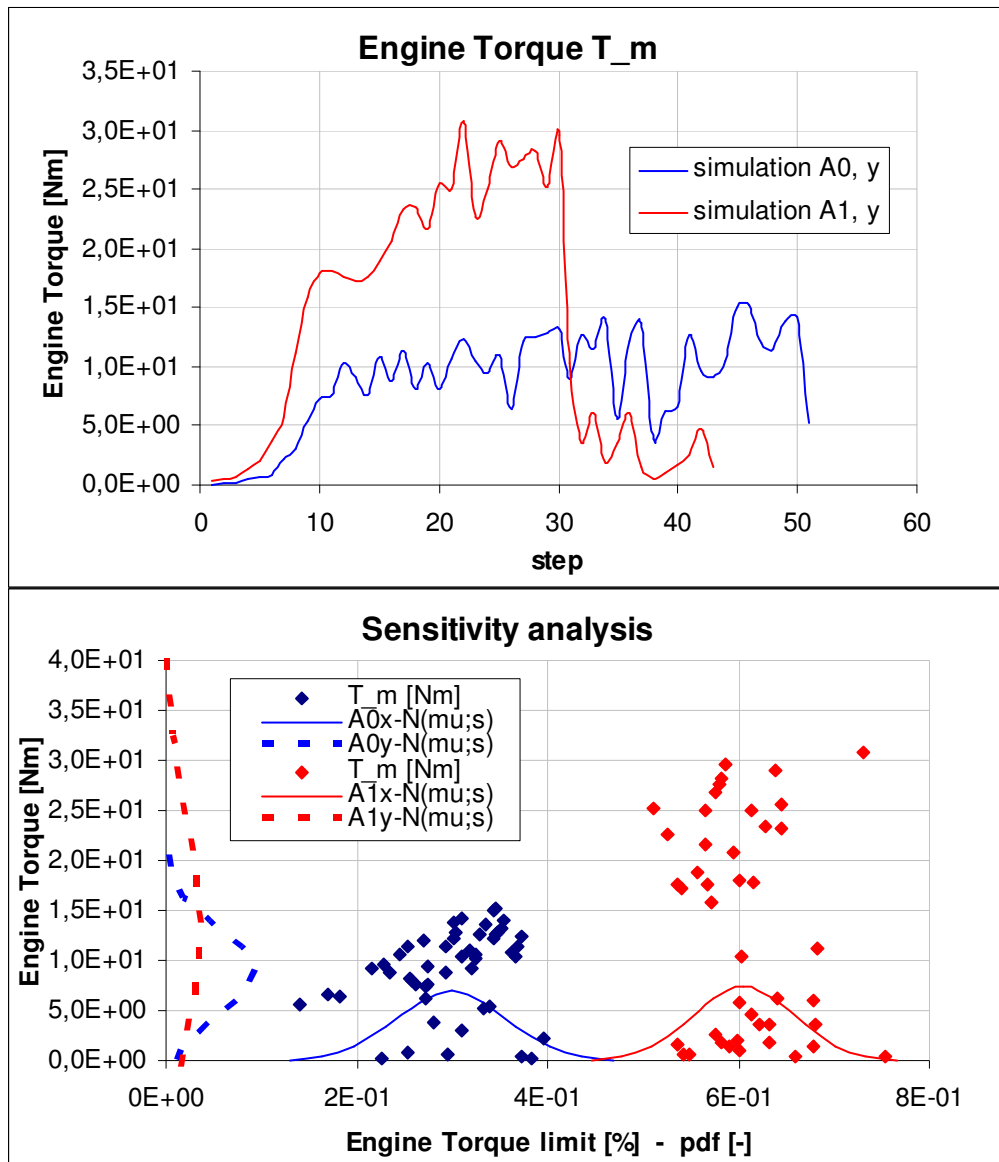 Engine Torque T_m
3,5E+01
3,0E+01
2,5E+01
2,0E+01
1,5E+01
1,0E+01
5,0E+00
0,0E+00
Engine Torque [Nm]
simulation A0, y
simulation A1, y
0 10 20 30 40 50 60
step
Sensitivity analysis
4,0E+01
3,5E+01
3,0E+01
2,5E+01
2,0E+01
1,5E+01
1,0E+01
5,0E+00
0,0E+00
Engine Torque [Nm]
T_m [Nm]
A0x-N(mu;s)
A0y-N(mu;s)
T_m [Nm]
A1x-N(mu;s)
A1y-N(mu;s)
0E+00 2E-01 4E-01 6E-01 8E-01
Engine Torque limit [%] - pdf [-]